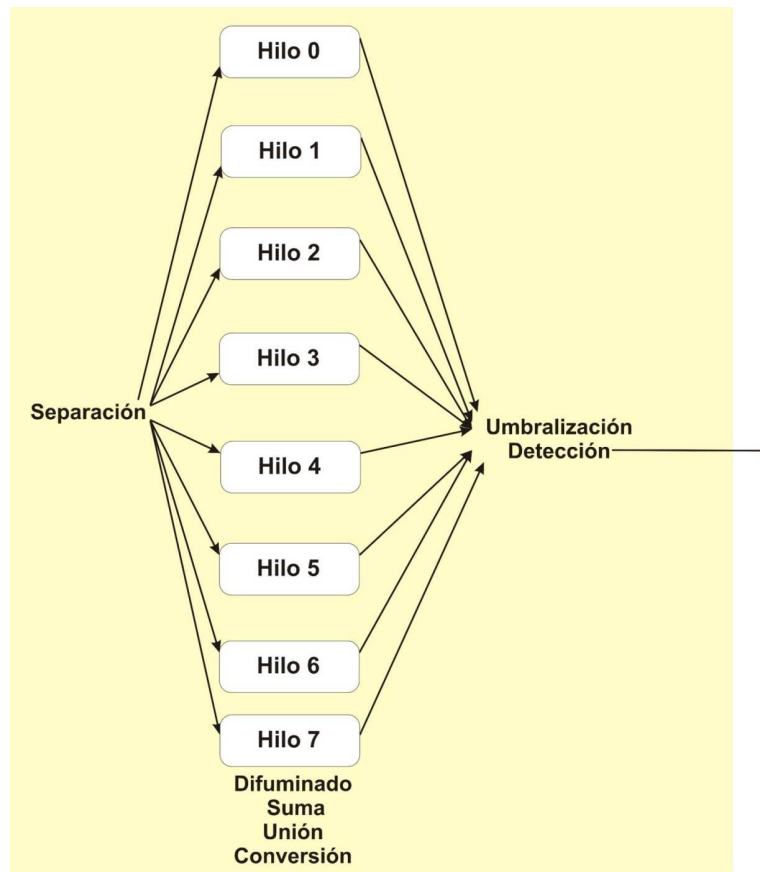 Hilo 0
Hilo 1
Hilo 2
Hilo 3
Separación
Umbralización
Detección
Hilo 4
Hilo 5
Hilo 6
Hilo 7
Difuminado
Suma
Unión
Conversión